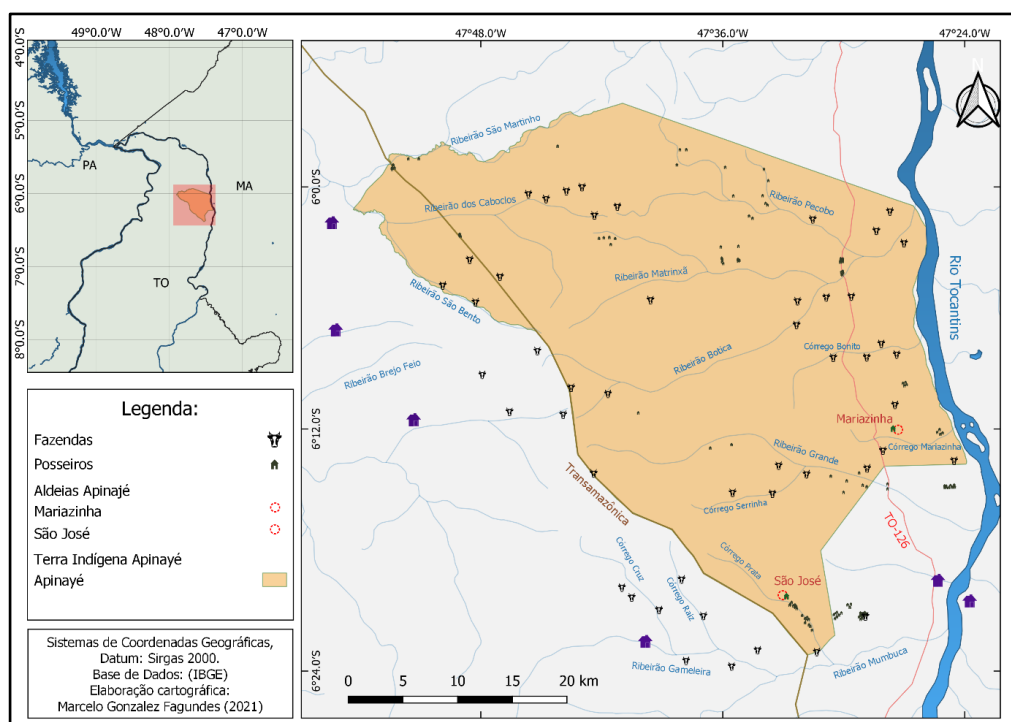 49°0.0'W 48°0.0'W 47°0.0'W
4°0.0'S
5°0.0'S
6°0.0'S
7°0.0'S
8°0.0'S
PA
MA
TO
47°48.0'W 47°36.0'W 47°24.0'W
6°0.0'S
6°12.0'S
6°24.0'S
N
Ribeirão São Martinho
Ribeirão dos Caboclos
Ribeirão Pecobo
Ribeirão Matrinxã
Ribeirão São Bento
Rio Tocantins
Ribeirão Brejo Feio
Ribeirão Botica
Córrego Bonito
Mariazinha
Córrego Mariazinha
Ribeirão Grande
Transamazônica
Córrego Serrinha
TO-126
Córrego Prata
São José
Córrego Cruz
Córrego Raiz
Ribeirão Gameleira
Ribeirão Mumbuca
0 5 10 15 20 km
Legenda:
Fazendas
Posseiros
Aldeias Apinajé
Mariazinha
São José
Terra Indígena Apinayé
Apinayé
Sistemas de Coordenadas Geográficas,
Datum: Sirgas 2000.
Base de Dados: (IBGE)
Elaboração cartográfica:
Marcelo Gonzalez Fagundes (2021)